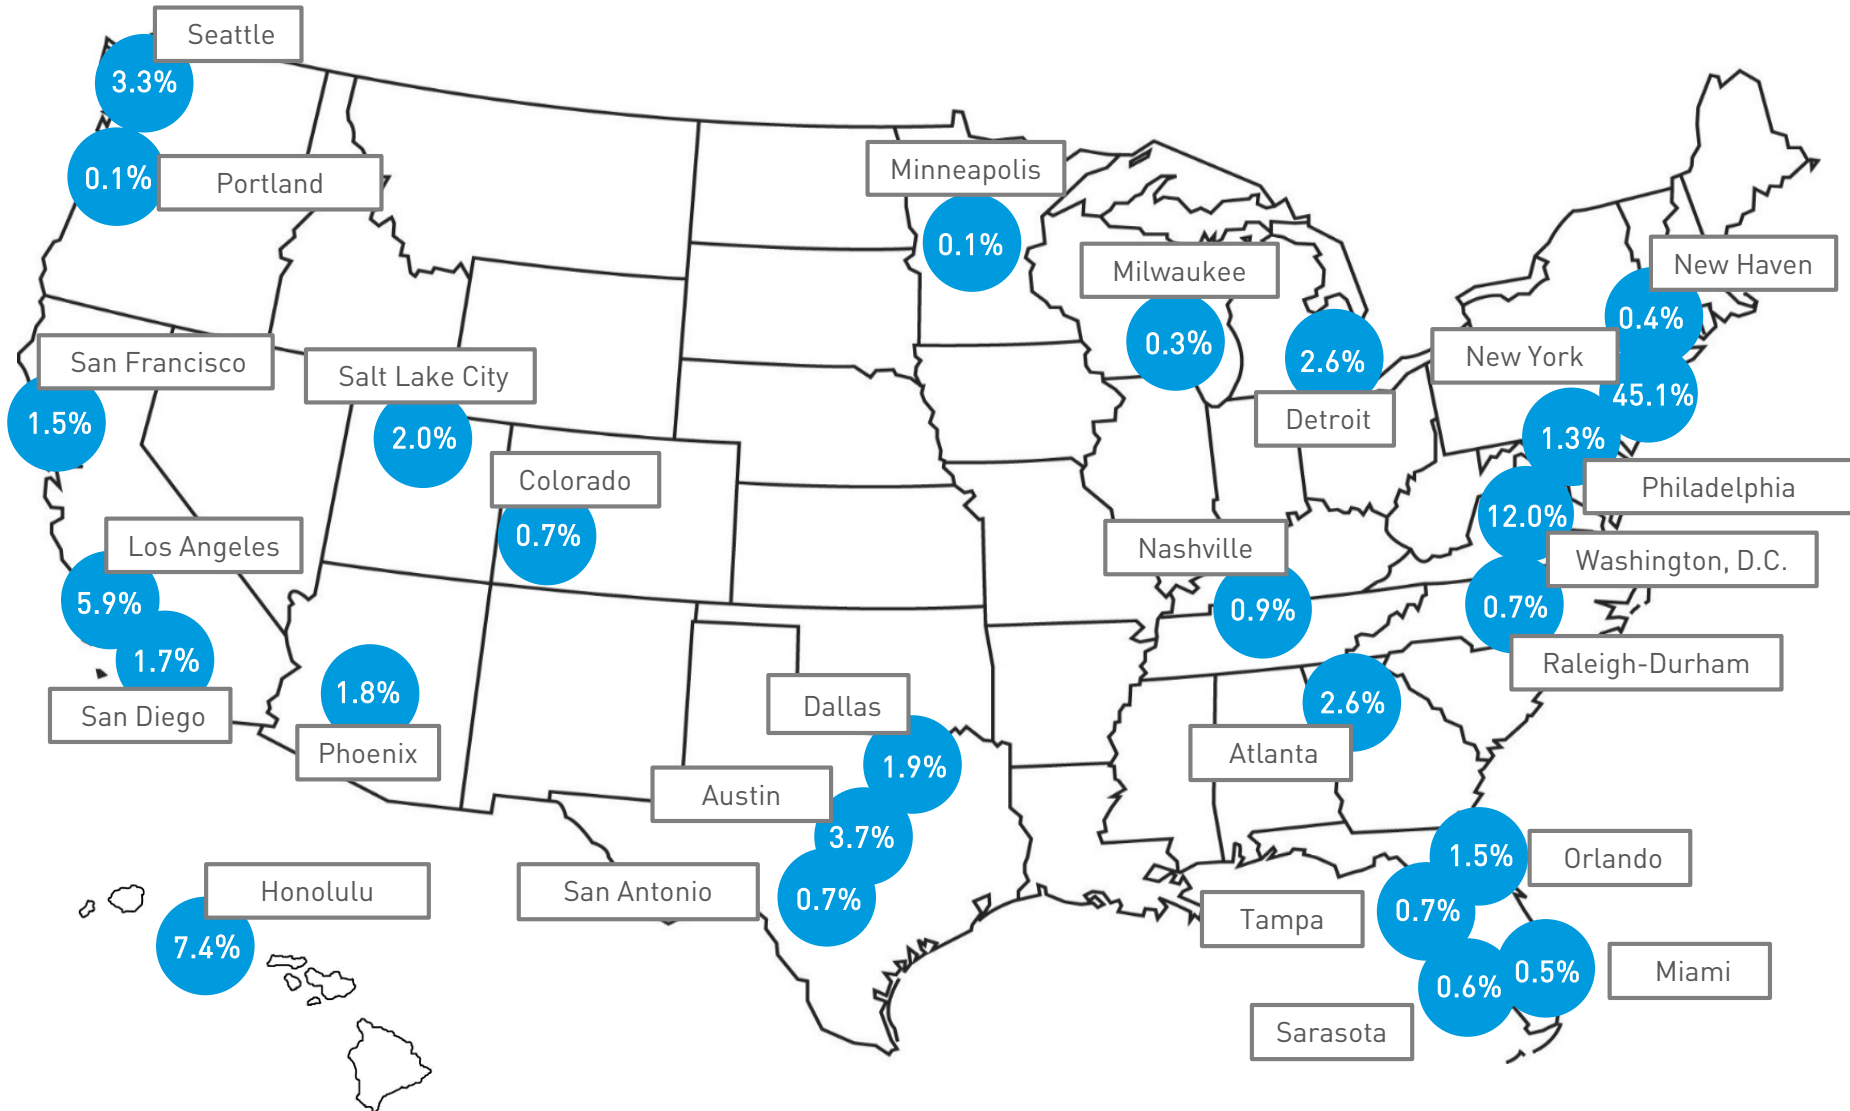 Seattle
3.3%
0.1%
Portland
Minneapolis
0.1%
Milwaukee
0.3%
2.6%
Detroit
New Haven
0.4%
New York
45.1%
1.3%
Philadelphia
12.0%
Washington, D.C.
0.7%
Raleigh-Durham
San Francisco
1.5%
Salt Lake City
2.0%
Colorado
0.7%
Los Angeles
5.9%
1.7%
San Diego
1.8%
Phoenix
Nashville
0.9%
2.6%
Atlanta
Dallas
1.9%
Austin
3.7%
San Antonio
0.7%
Honolulu
7.4%
1.5%
Orlando
0.7%
Tampa
0.5%
Miami
0.6%
Sarasota